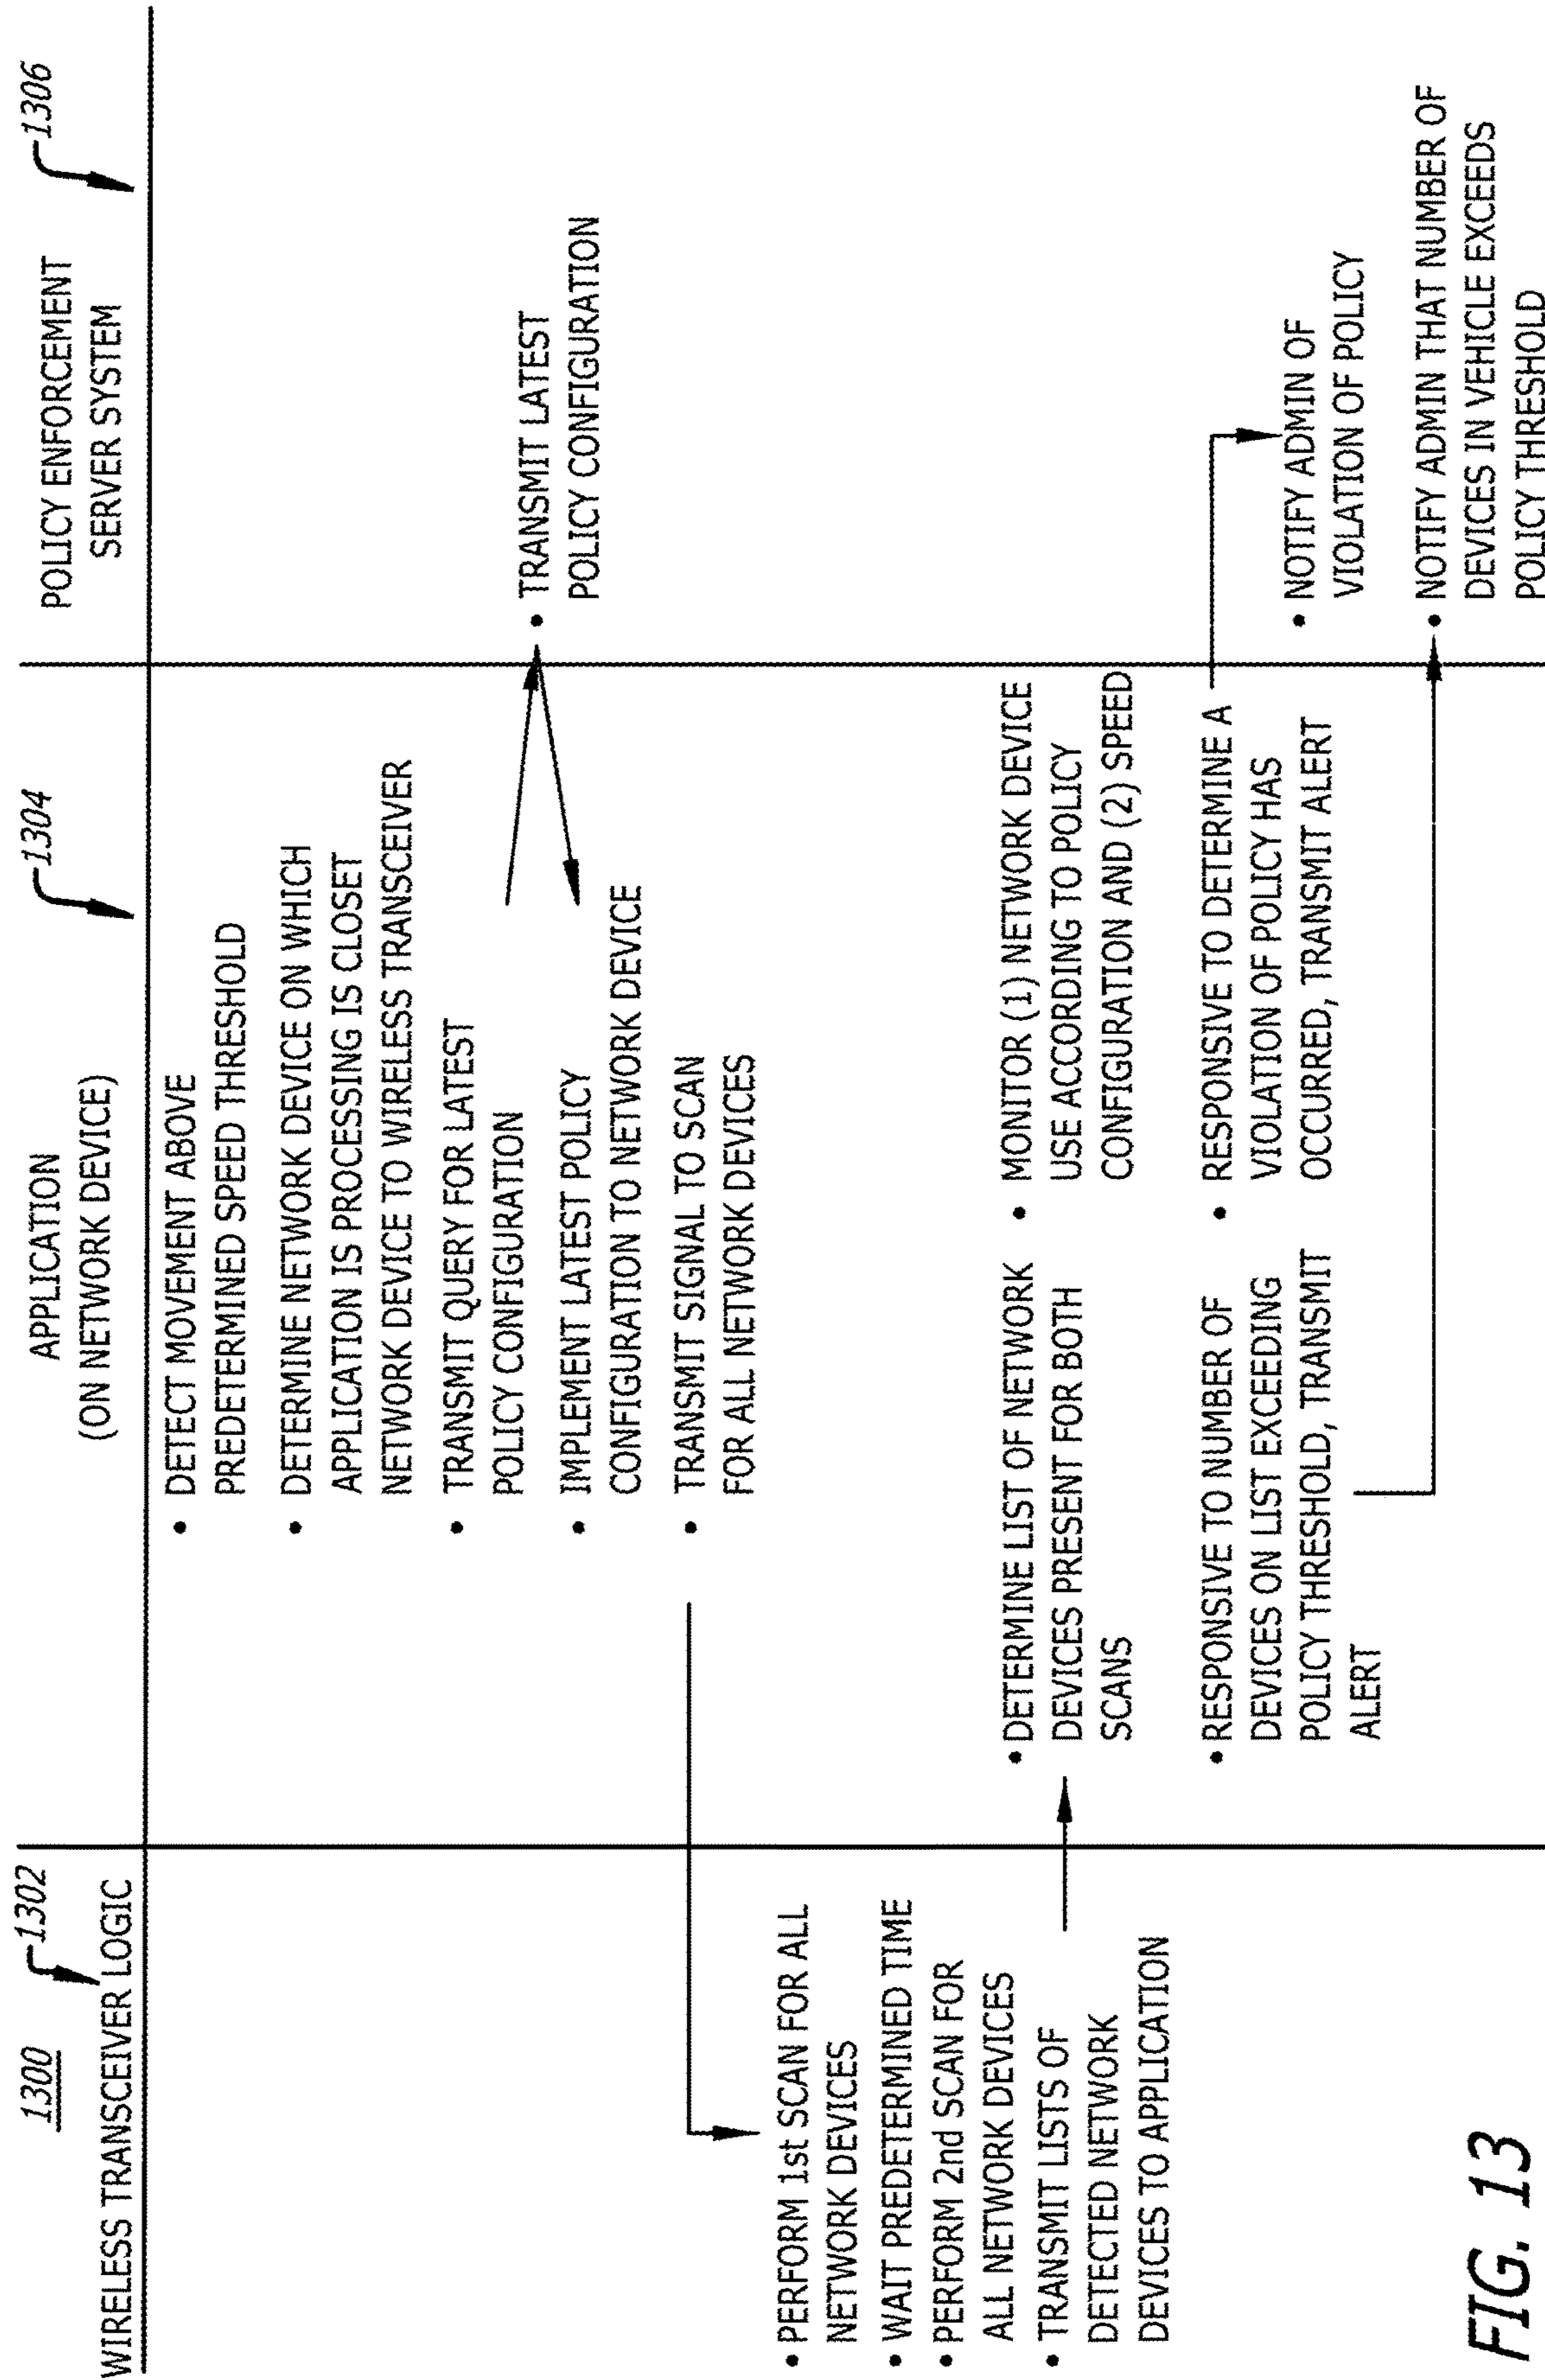 1300
1302
WIRELESS TRANSCEIVER LOGIC
APPLICATION
(ON NETWORK DEVICE)
1304
POLICY ENFORCEMENT
SERVER SYSTEM
1306
• DETECT MOVEMENT ABOVE
PREDETERMINED SPEED THRESHOLD
• DETERMINE NETWORK DEVICE ON WHICH
APPLICATION IS PROCESSING IS CLOSET
NETWORK DEVICE TO WIRELESS TRANSCEIVER
• TRANSMIT QUERY FOR LATEST
POLICY CONFIGURATION
• TRANSMIT LATEST
POLICY CONFIGURATION
• IMPLEMENT LATEST POLICY
CONFIGURATION TO NETWORK DEVICE
• TRANSMIT SIGNAL TO SCAN
FOR ALL NETWORK DEVICES
• PERFORM 1st SCAN FOR ALL
NETWORK DEVICES
• WAIT PREDETERMINED TIME
• PERFORM 2nd SCAN FOR
ALL NETWORK DEVICES
• TRANSMIT LISTS OF
DETECTED NETWORK
DEVICES TO APPLICATION
• DETERMINE LIST OF NETWORK
DEVICES PRESENT FOR BOTH
SCANS
• RESPONSIVE TO NUMBER OF
DEVICES ON LIST EXCEEDING
POLICY THRESHOLD, TRANSMIT
ALERT
• MONITOR (1) NETWORK DEVICE
USE ACCORDING TO POLICY
CONFIGURATION AND (2) SPEED
• RESPONSIVE TO DETERMINE A
VIOLATION OF POLICY HAS
OCCURRED, TRANSMIT ALERT
• NOTIFY ADMIN OF
VIOLATION OF POLICY
• NOTIFY ADMIN THAT NUMBER OF
DEVICES IN VEHICLE EXCEEDS
POLICY THRESHOLD
FIG. 13